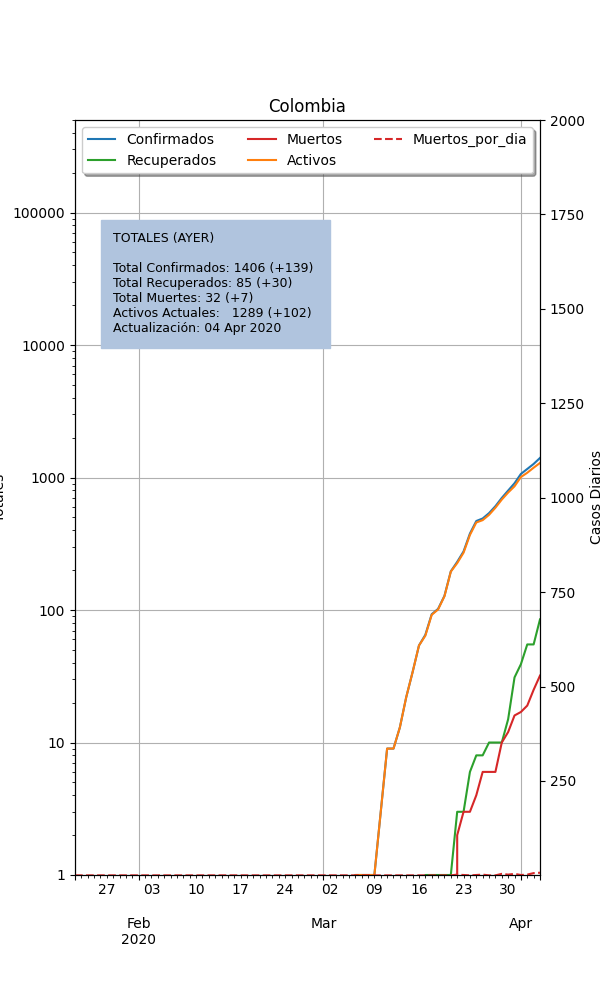 Colombia
Confirmados
Recuperados
Muertos
Activos
Muertos_por_dia
TOTALES (AYER)
Total Confirmados: 1406 (+139)
Total Recuperados: 85 (+30)
Total Muertes: 32 (+7)
Activos Actuales: 1289 (+102)
Actualización: 04 Apr 2020
100000
10000
1000
100
10
1
2000
1750
1500
1250
1000
750
500
250
Casos Diarios
27 03 10 17 24 02 09 16 23 30
Feb Mar Apr
2020